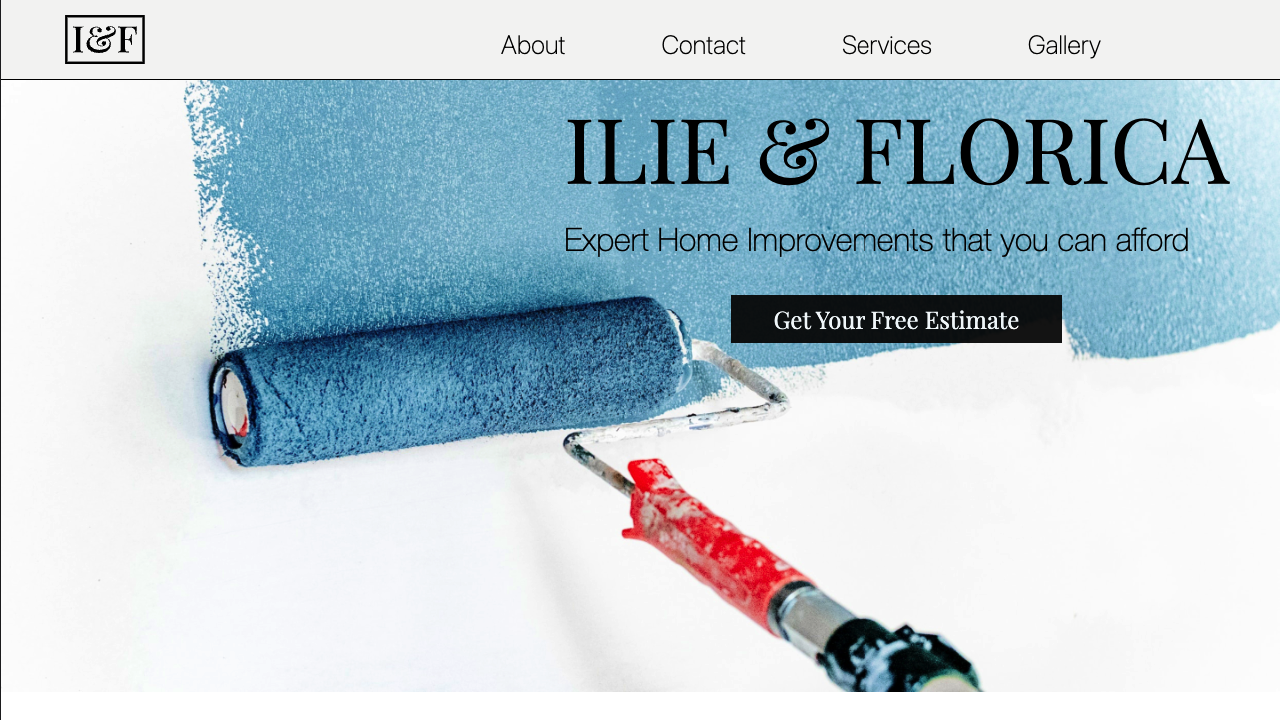 I&F
About
Contact
Services
Gallery
ILIE & FLORICA
Expert Home Improvements that you can afford
Get Your Free Estimate